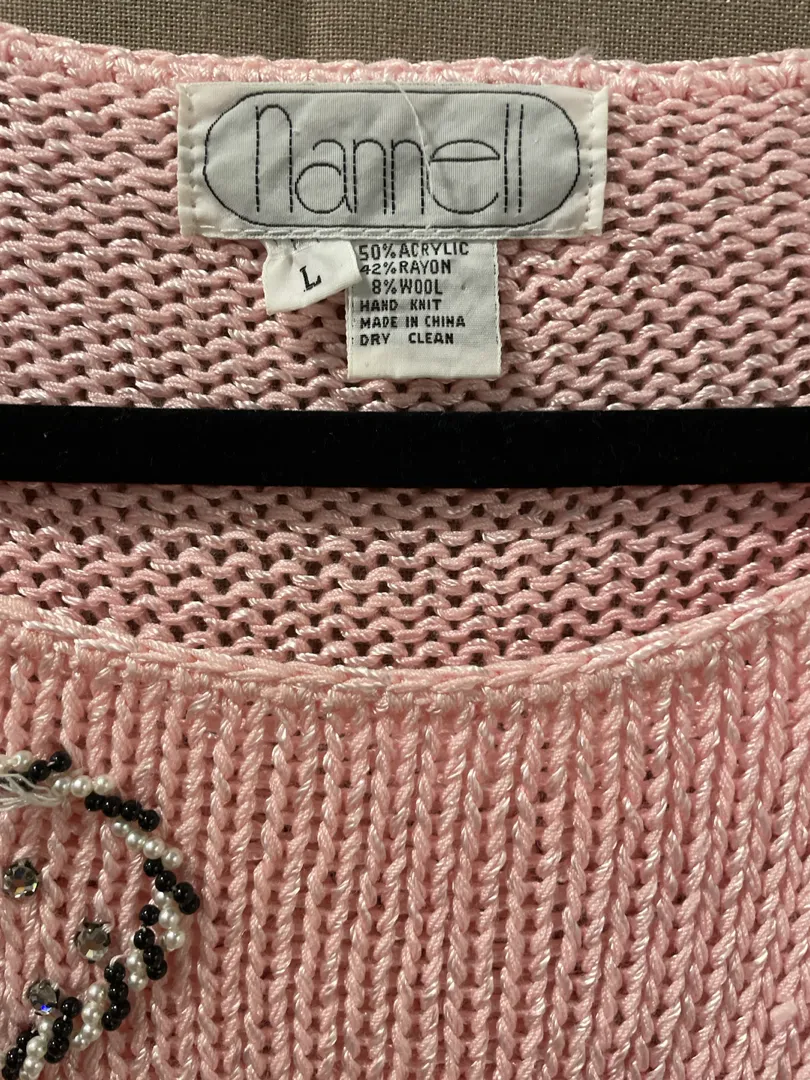 nannell
L
50% ACRYLIC
42% RAYON
8% WOOL
HAND KNIT
MADE IN CHINA
DRY CLEAN